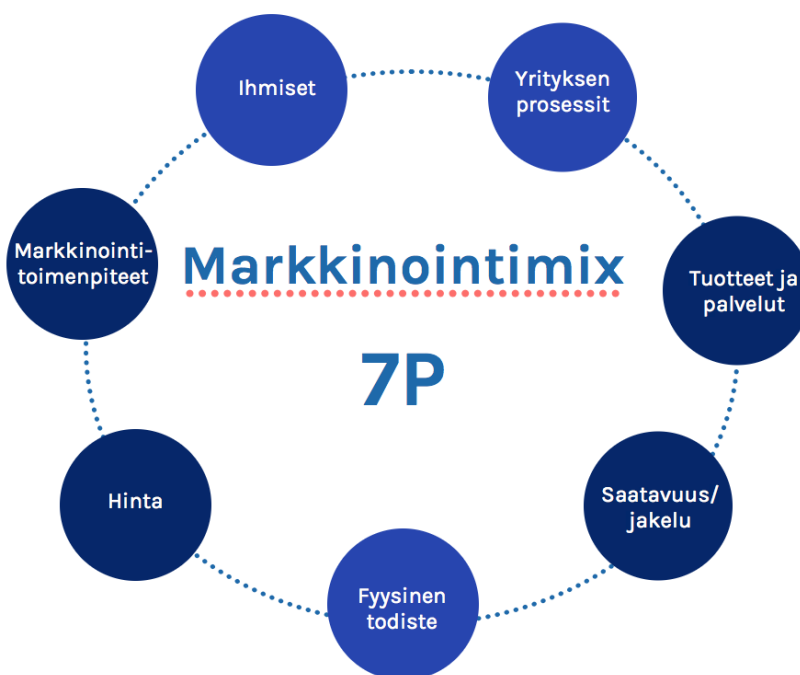 Ihmiset
Yrityksen
prosessit
Markkinointi-
toimenpiteet
Markkinointimix
7P
Tuotteet ja
palvelut
Hinta
Saatavuus/
jakelu
Fyysinen
todiste